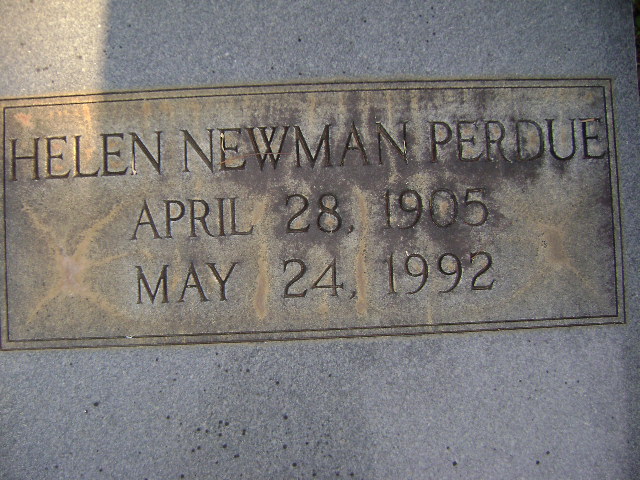 HELEN NEWMAN PERDUE
APRIL 28, 1905
MAY 24, 1992